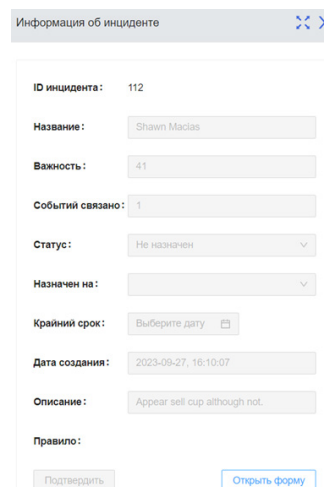 Информация об инциденте
ID инцидента: 112
Название: Shawn Macias
Важность: 41
Событий связано: 1
Статус: Не назначен
Назначен на:
Крайний срок: Выберите дату
Дата создания: 2023-09-27, 16:10:07
Описание: Appear sell cup although not.
Правило:
Подтвердить Открыть форму